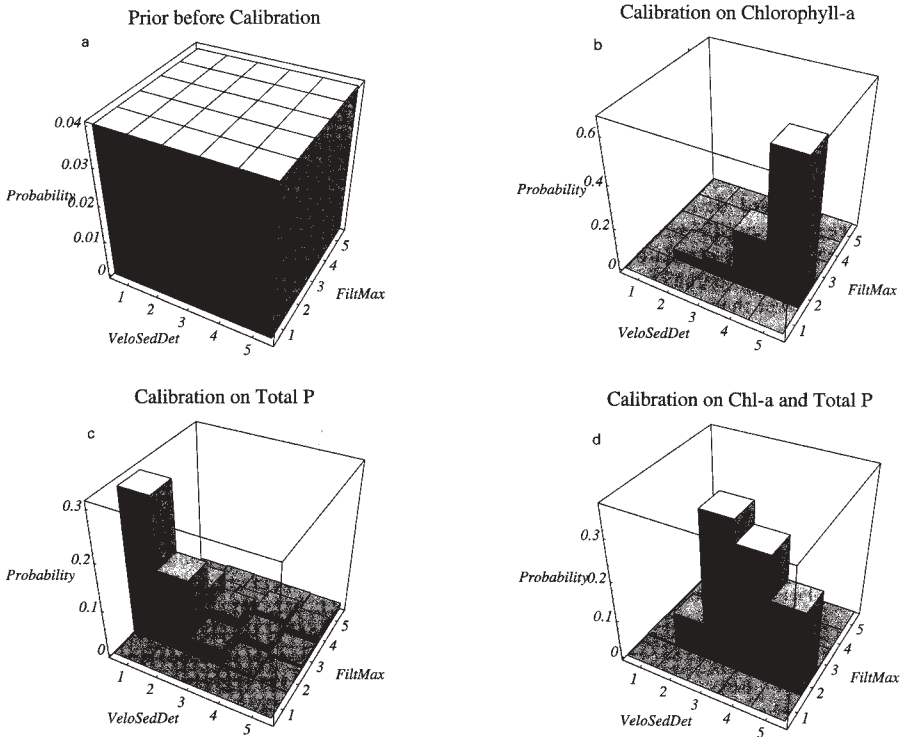 Prior before Calibration
a
0.04
0.03
Probability
0.02
0.01
0
1
2
3
4
5
VeloSedDet
1
2
3
4
5
FiltMax
Calibration on Chlorophyll-a
b
0.6
Probability
0.4
0.2
0
1
2
3
4
5
VeloSedDet
1
2
3
4
5
FiltMax
Calibration on Total P
c
0.3
0.2
Probability
0.1
0
1
2
3
4
5
VeloSedDet
1
2
3
4
5
FiltMax
Calibration on Chl-a and Total P
d
0.3
Probability
0.2
0.1
0
1
2
3
4
5
VeloSedDet
1
2
3
4
5
FiltMax